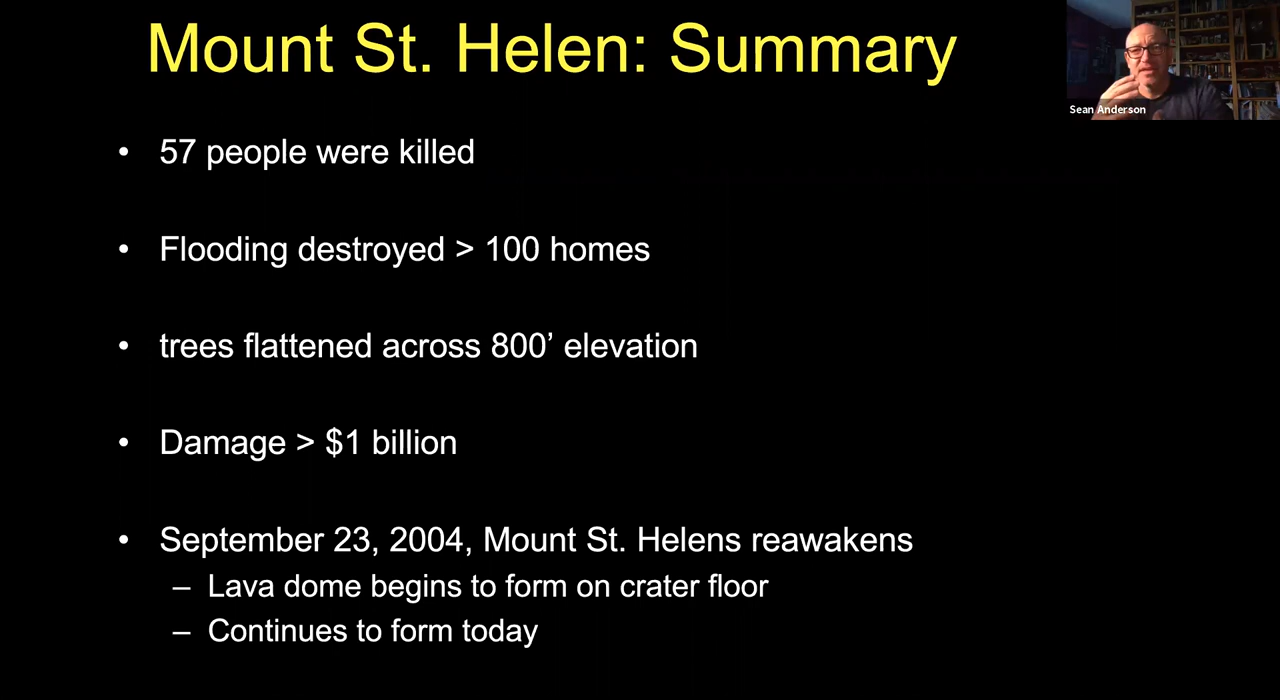 Mount St. Helen: Summary
Sean Anderson
• 57 people were killed
• Flooding destroyed > 100 homes
• trees flattened across 800’ elevation
• Damage > $1 billion
• September 23, 2004, Mount St. Helens reawakens
– Lava dome begins to form on crater floor
– Continues to form today